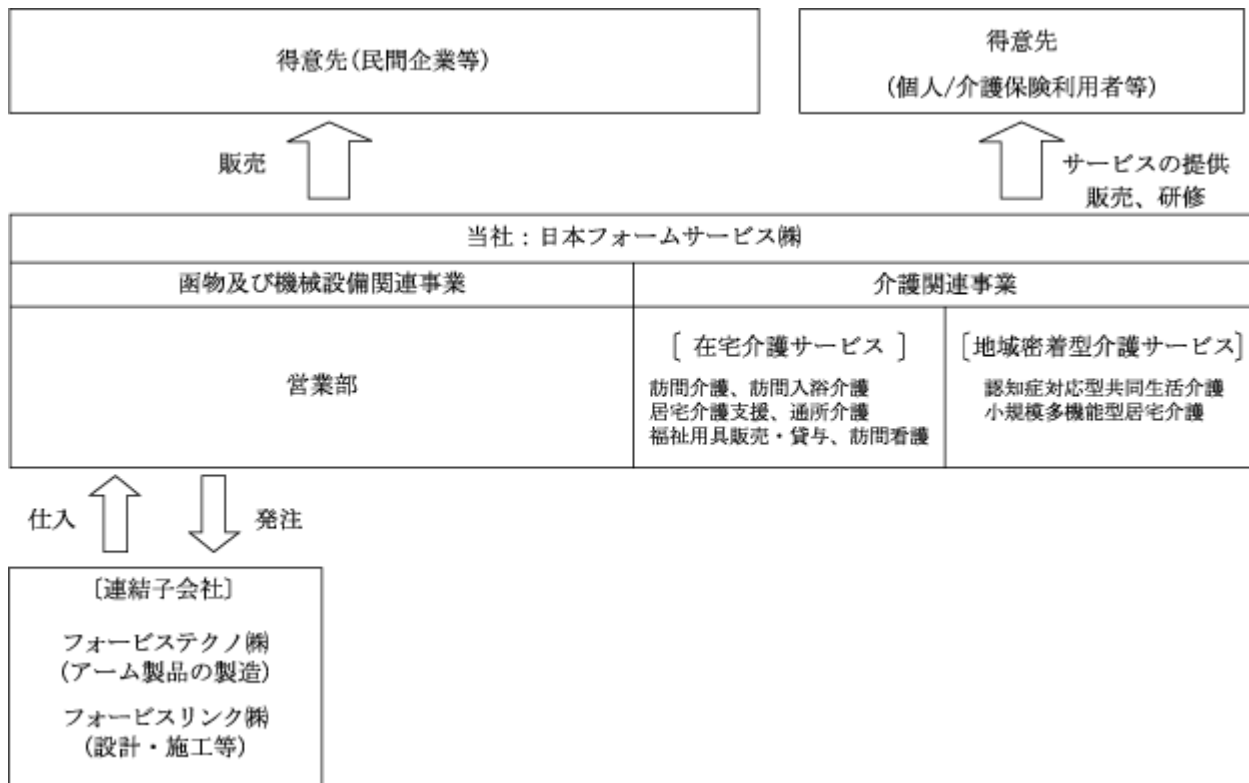 得意先(民間企業等)
得意先
(個人/介護保険利用者等)
販売
サービスの提供
販売、研修
当社：日本フォームサービス㈱
函物及び機械設備関連事業
介護関連事業
営業部
［ 在宅介護サービス ］
訪問介護、訪問入浴介護
居宅介護支援、通所介護
福祉用具販売・貸与、訪問看護
［地域密着型介護サービス］
認知症対応型共同生活介護
小規模多機能型居宅介護
仕入
発注
〔連結子会社〕
フォービステクノ㈱
(アーム製品の製造)
フォービスリンク㈱
(設計・施工等)